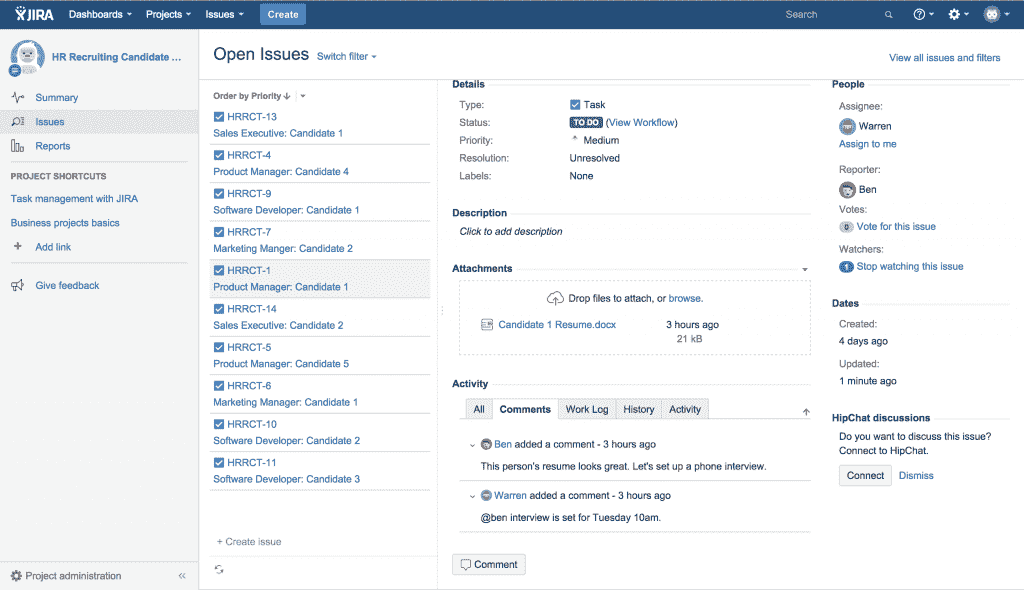 JIRA Dashboards Projects Issues Create Search
HR Recruiting Candidate ...
Summary
Issues
Reports
PROJECT SHORTCUTS
Task management with JIRA
Business projects basics
+ Add link
Give feedback
Project administration «
Open Issues Switch filter
View all issues and filters
Order by Priority
HRRCT-13
Sales Executive: Candidate 1
HRRCT-4
Product Manager: Candidate 4
HRRCT-9
Software Developer: Candidate 1
HRRCT-7
Marketing Manger: Candidate 2
HRRCT-1
Product Manager: Candidate 1
HRRCT-14
Sales Executive: Candidate 2
HRRCT-5
Product Manager: Candidate 5
HRRCT-6
Marketing Manager: Candidate 1
HRRCT-10
Software Developer: Candidate 2
HRRCT-11
Software Developer: Candidate 3
+ Create issue
Details
Type: Task
Status: TO DO (View Workflow)
Priority: Medium
Resolution: Unresolved
Labels: None
Description
Click to add description
Attachments
Drop files to attach, or browse.
Candidate 1 Resume.docx 3 hours ago
21 kB
Activity
All Comments Work Log History Activity
Ben added a comment - 3 hours ago
This person's resume looks great. Let's set up a phone interview.
Warren added a comment - 3 hours ago
@ben interview is set for Tuesday 10am.
Comment
People
Assignee:
Warren
Assign to me
Reporter:
Ben
Votes:
0 Vote for this issue
Watchers:
1 Stop watching this issue
Dates
Created:
4 days ago
Updated:
1 minute ago
HipChat discussions
Do you want to discuss this issue?
Connect to HipChat.
Connect Dismiss